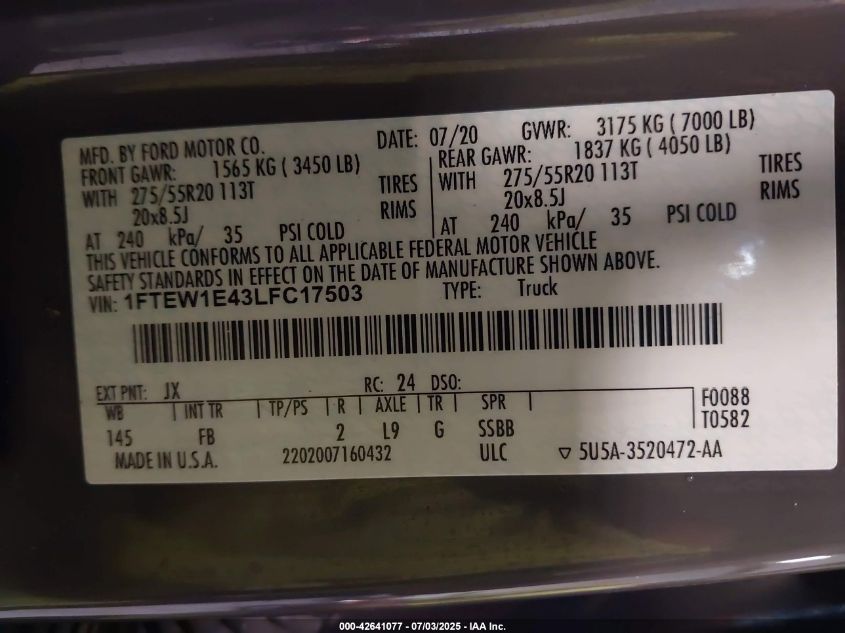 MFD. BY FORD MOTOR CO. DATE: 07/20 GVWR: 3175 KG ( 7000 LB)
FRONT GAWR: 1565 KG ( 3450 LB) REAR GAWR: 1837 KG ( 4050 LB)
WITH 275/55R20 113T TIRES WITH 275/55R20 113T TIRES
20x8.5J RIMS 20x8.5J RIMS
AT 240 kPa/ 35 PSI COLD AT 240 kPa/ 35 PSI COLD
THIS VEHICLE CONFORMS TO ALL APPLICABLE FEDERAL MOTOR VEHICLE
SAFETY STANDARDS IN EFFECT ON THE DATE OF MANUFACTURE SHOWN ABOVE.
VIN: 1FTEW1E43LFC17503 TYPE: Truck
EXT PNT: JX RC: 24 DSO:
WB INT TR TP/PS R AXLE TR SPR F0088
145 FB 2 L9 G SSBB T0582
MADE IN U.S.A. 2202007160432 ULC ▽ 5U5A-3520472-AA
000-42641077 - 07/03/2025 - IAA Inc.